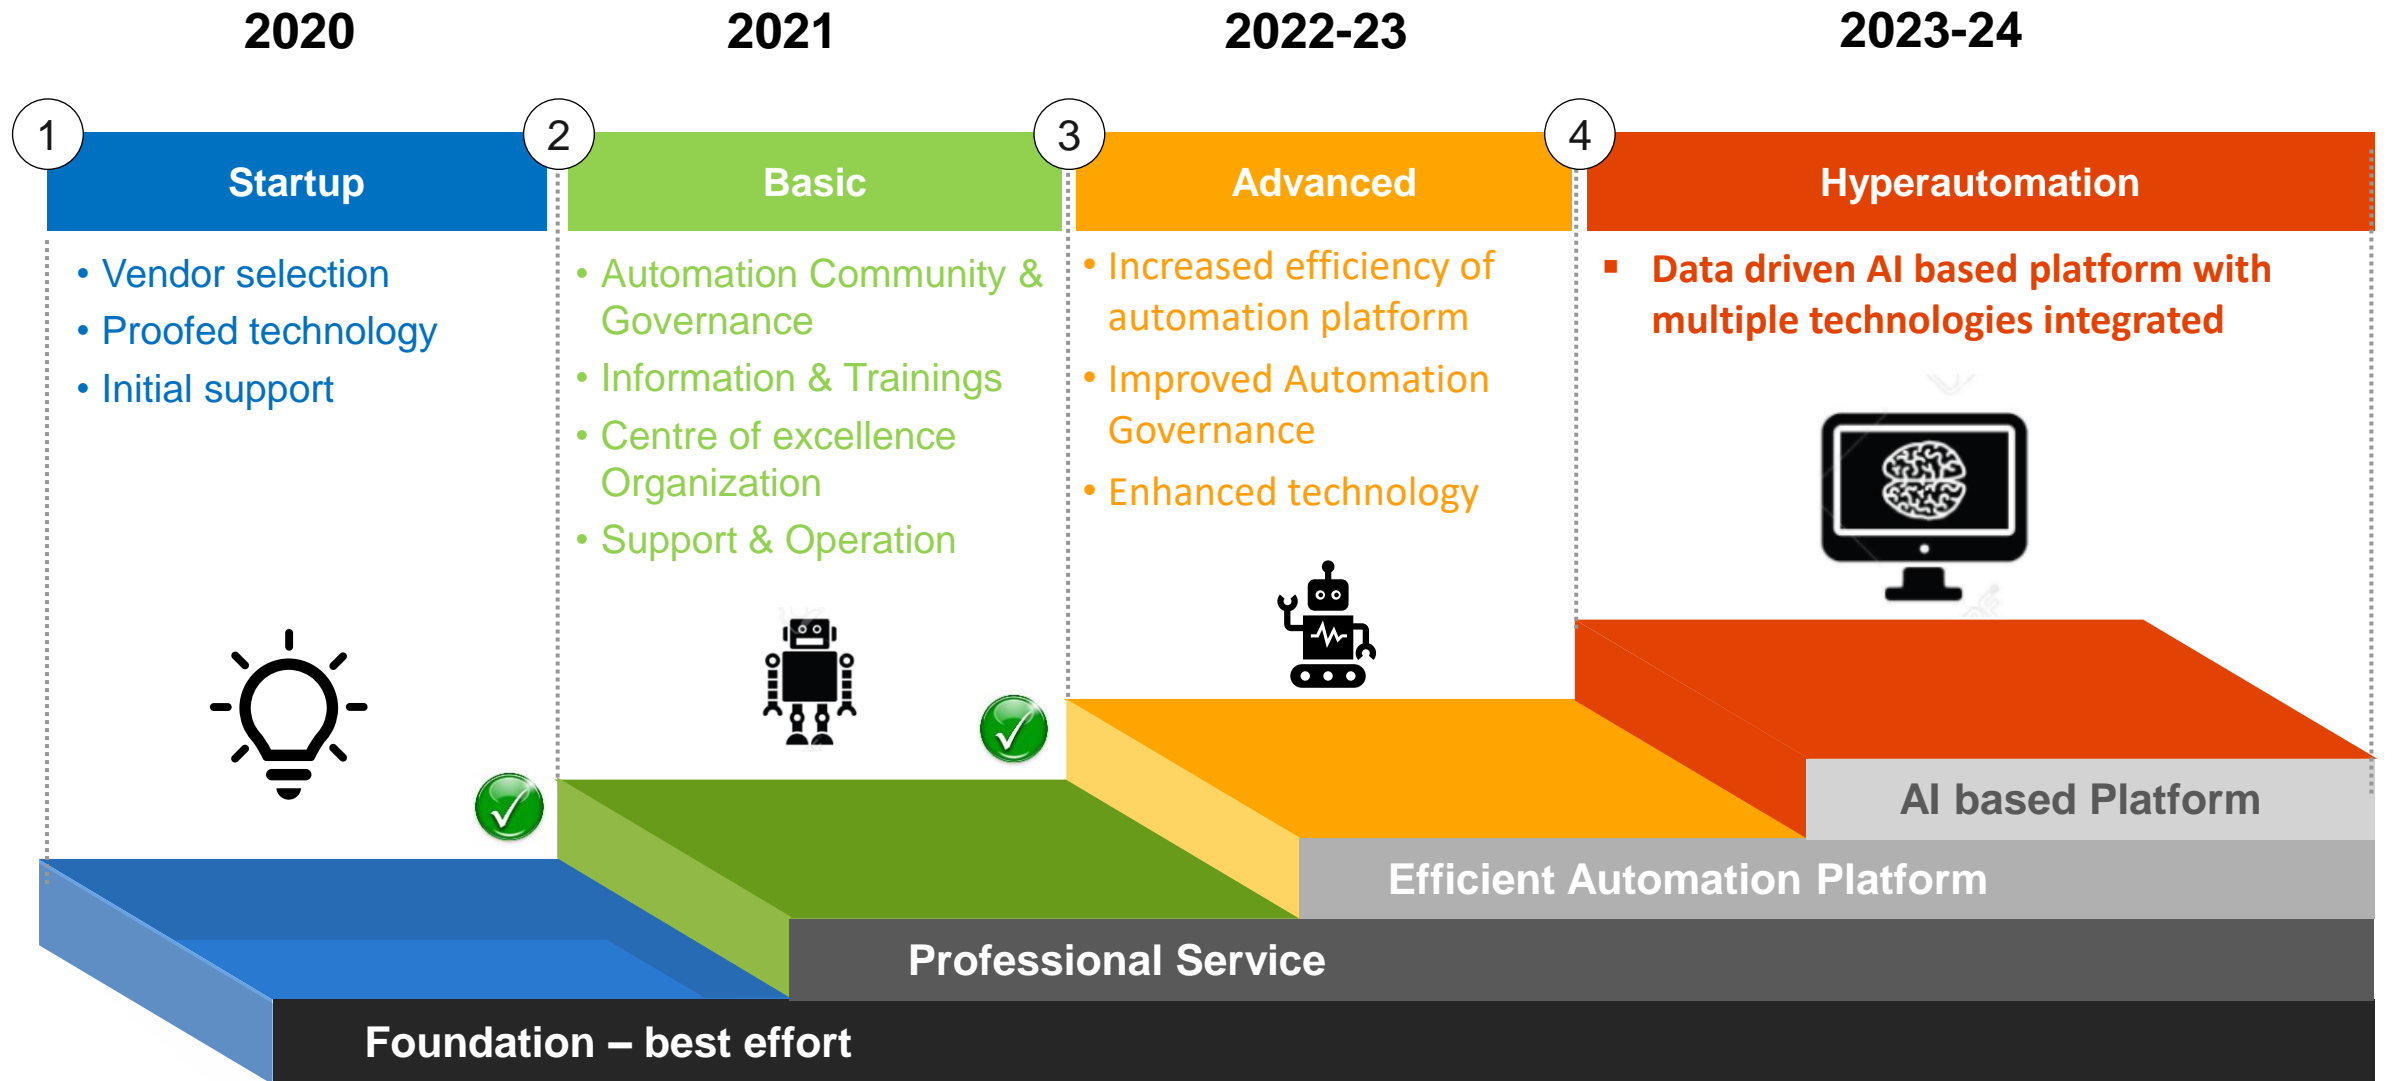 2020
2021
2022-23
2023-24
1
2
3
4
Startup
Basic
Advanced
Hyperautomation
• Vendor selection
• Proofed technology
• Initial support
• Automation Community &
Governance
• Information & Trainings
• Centre of excellence
Organization
• Support & Operation
• Increased efficiency of
automation platform
• Improved Automation
Governance
• Enhanced technology
▪ Data driven AI based platform with
multiple technologies integrated
AI based Platform
Efficient Automation Platform
Professional Service
Foundation – best effort